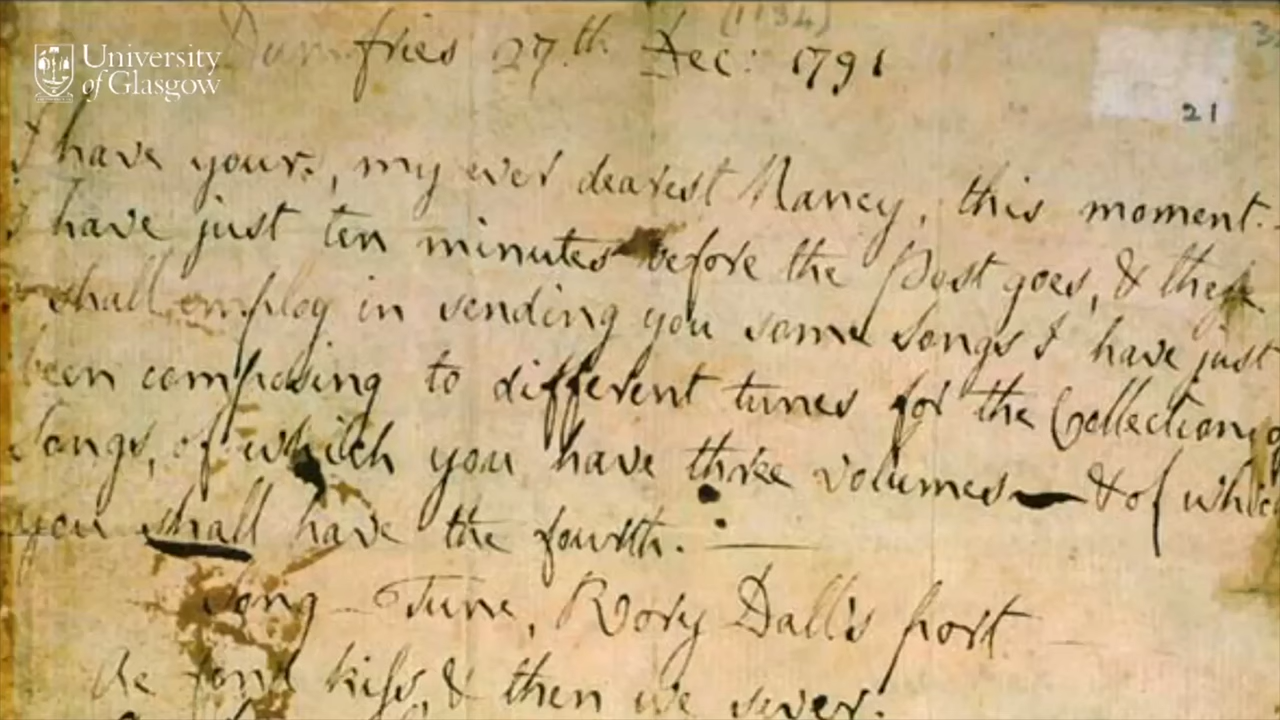 (1134)
Dumfries 27th Dec: 1791
University
of Glasgow
21
I have yours, my ever dearest Nancy, this moment. -
I have just ten minutes before the Post goes, & these
I shall employ in sending you some Songs I have just
been composing to different tunes for the Collection of
Songs, of which you have three volumes — & of which
you shall have the fourth. —
Song — Tune, Rory Dall's port
Ae fond kiss, & then we sever.